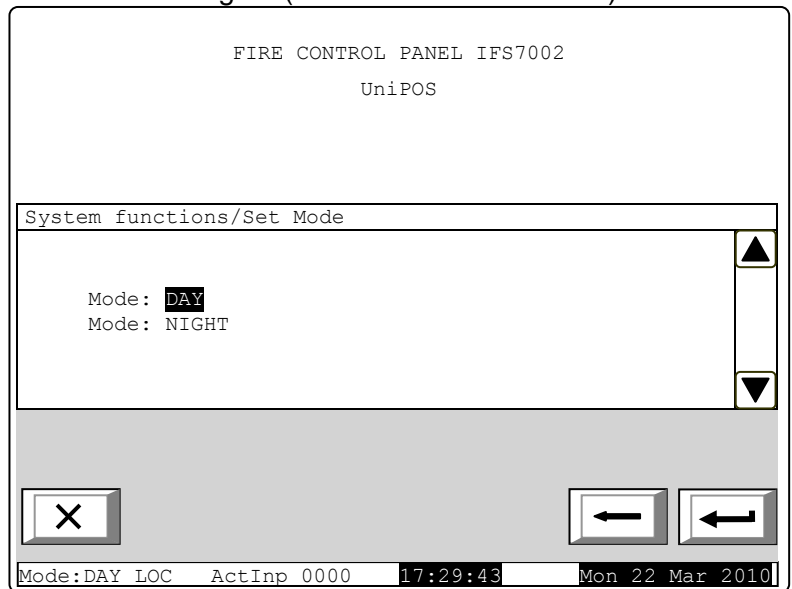 FIRE CONTROL PANEL IFS7002
UniPOS
System functions/Set Mode
Mode: DAY
Mode: NIGHT
Mode:DAY LOC ActInp 0000 17:29:43 Mon 22 Mar 2010